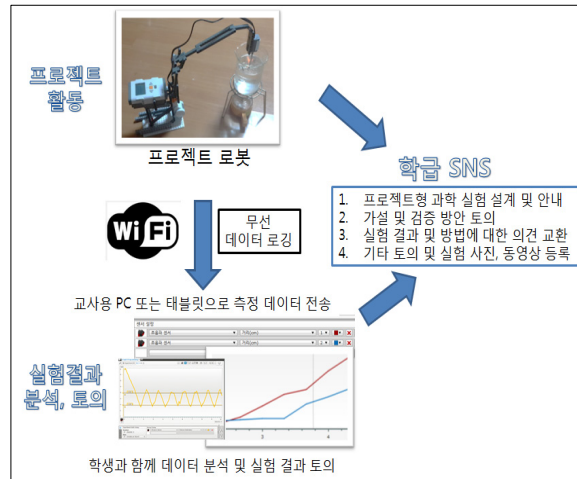 프로젝트
활동
프로젝트 로봇
학급 SNS
1. 프로젝트형 과학 실험 설계 및 안내
2. 가설 및 검증 방안 토의
3. 실험 결과 및 방법에 대한 의견 교환
4. 기타 토의 및 실험 사진, 동영상 등록
WiFi
무선
데이터 로깅
교사용 PC 또는 태블릿으로 측정 데이터 전송
실험결과
분석, 토의
3 4
학생과 함께 데이터 분석 및 실험 결과 토의